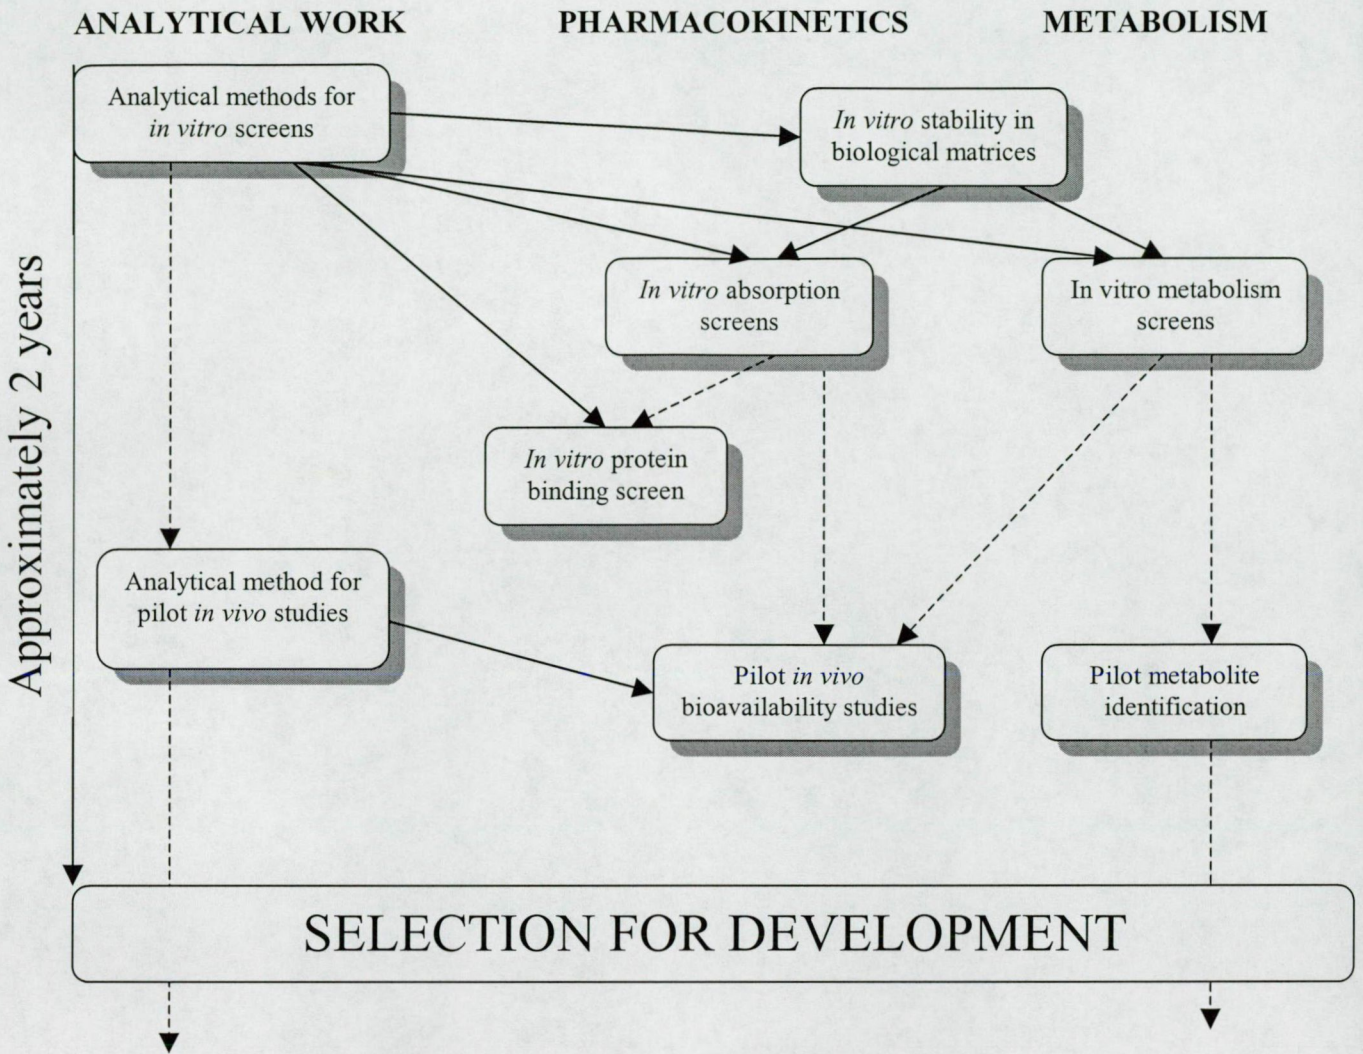 ANALYTICAL WORK
PHARMACOKINETICS
METABOLISM
Analytical methods for
in vitro screens
In vitro stability in
biological matrices
In vitro absorption
screens
In vitro metabolism
screens
Approximately 2 years
In vitro protein
binding screen
Analytical method for
pilot in vivo studies
Pilot in vivo
bioavailability studies
Pilot metabolite
identification
SELECTION FOR DEVELOPMENT